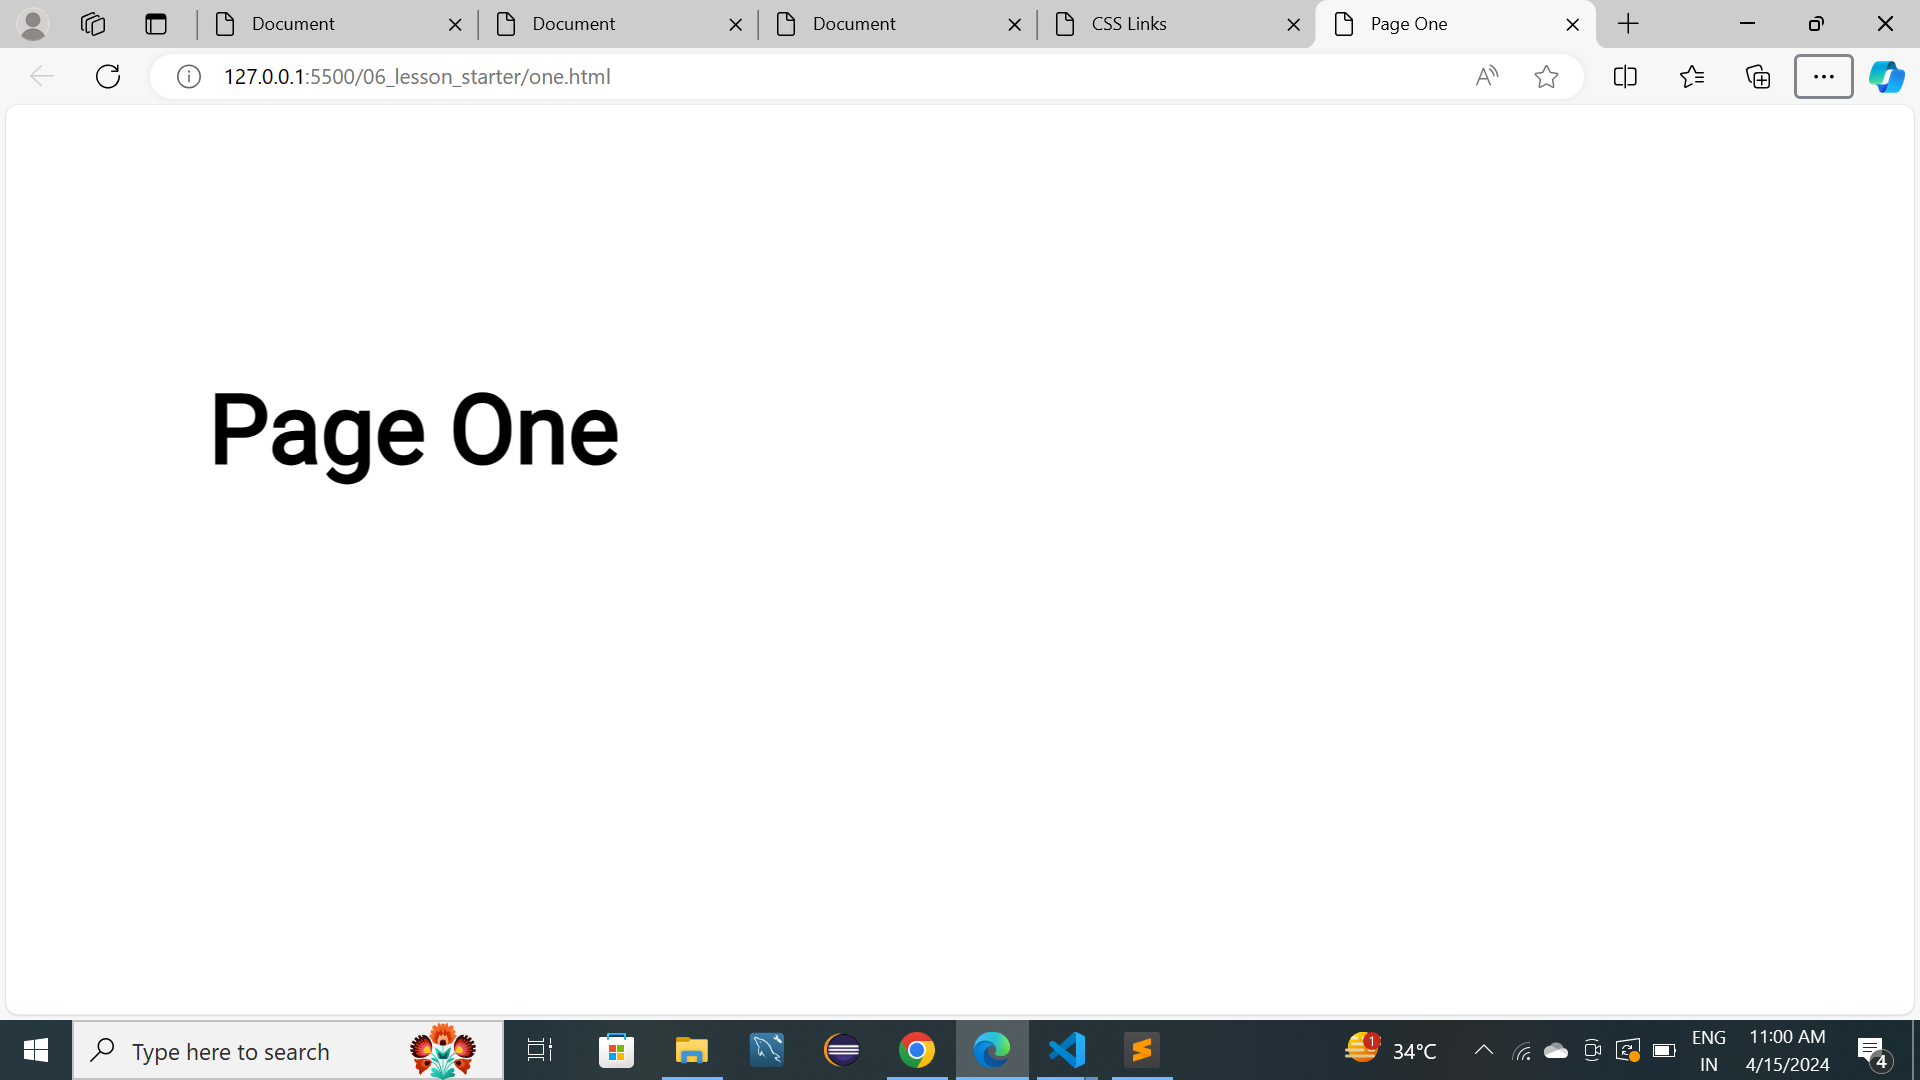 Document
Document
Document
CSS Links
Page One
127.0.0.1:5500/06_lesson_starter/one.html
Page One
Type here to search
1
34°C
ENG
IN
11:00 AM
4/15/2024
4